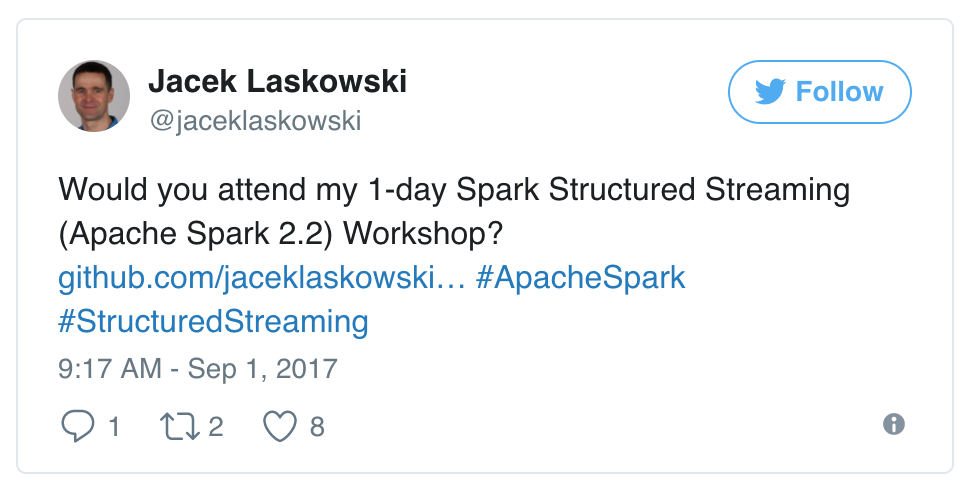 Jacek Laskowski
@jaceklaskowski
Follow
Would you attend my 1-day Spark Structured Streaming
(Apache Spark 2.2) Workshop?
github.com/jaceklaskowski… #ApacheSpark
#StructuredStreaming
9:17 AM - Sep 1, 2017
1 2 8